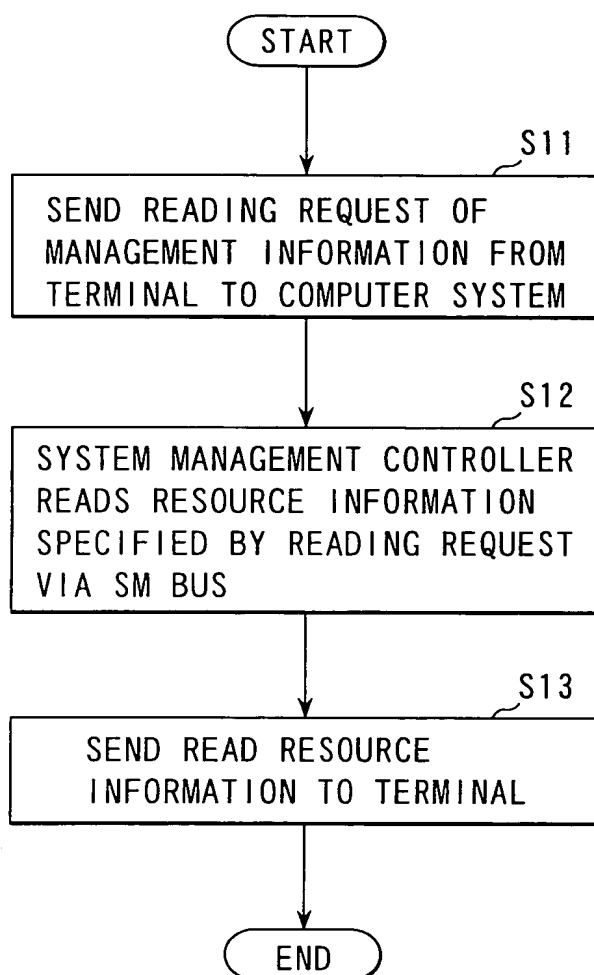 START
S11
SEND READING REQUEST OF
MANAGEMENT INFORMATION FROM
TERMINAL TO COMPUTER SYSTEM
S12
SYSTEM MANAGEMENT CONTROLLER
READS RESOURCE INFORMATION
SPECIFIED BY READING REQUEST
VIA SM BUS
S13
SEND READ RESOURCE
INFORMATION TO TERMINAL
END